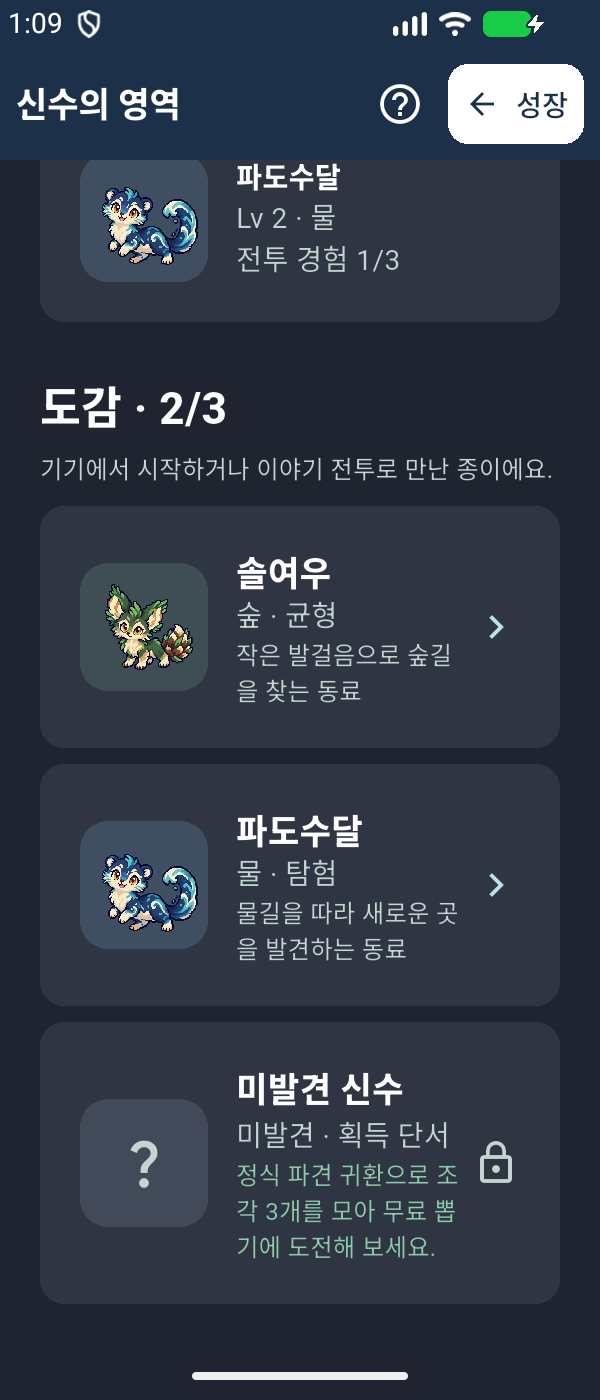 1:09
신수의 영역
성장
파도수달
Lv 2 · 물
전투 경험 1/3
도감 · 2/3
기기에서 시작하거나 이야기 전투로 만난 종이에요.
솔여우
숲 · 균형
작은 발걸음으로 숲길
을 찾는 동료
파도수달
물 · 탐험
물길을 따라 새로운 곳
을 발견하는 동료
?
미발견 신수
미발견 · 획득 단서
정식 파견 귀환으로 조
각 3개를 모아 무료 뽑
기에 도전해 보세요.